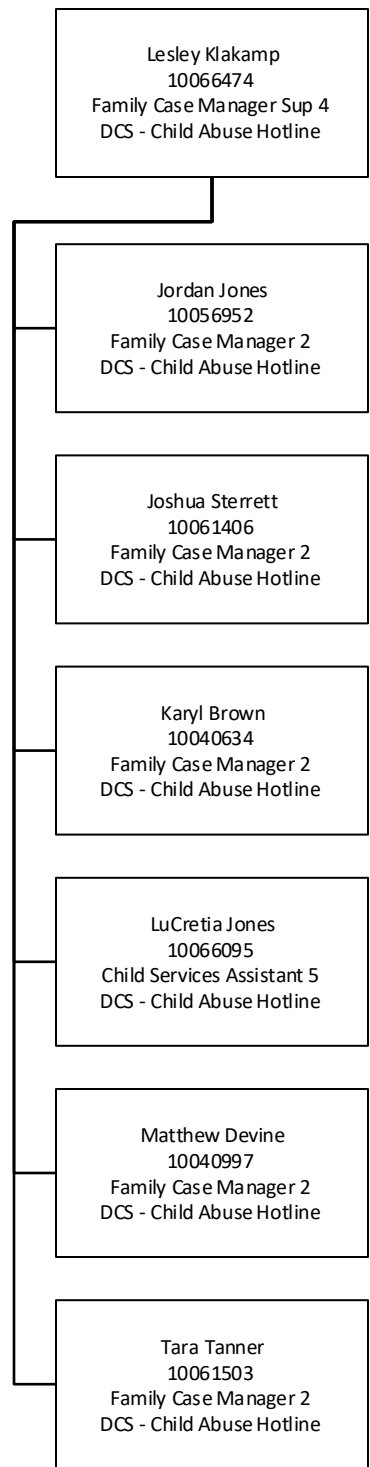 Lesley Klakamp
10066474
Family Case Manager Sup 4
DCS - Child Abuse Hotline
Jordan Jones
10056952
Family Case Manager 2
DCS - Child Abuse Hotline
Joshua Sterrett
10061406
Family Case Manager 2
DCS - Child Abuse Hotline
Karyl Brown
10040634
Family Case Manager 2
DCS - Child Abuse Hotline
LuCretia Jones
10066095
Child Services Assistant 5
DCS - Child Abuse Hotline
Matthew Devine
10040997
Family Case Manager 2
DCS - Child Abuse Hotline
Tara Tanner
10061503
Family Case Manager 2
DCS - Child Abuse Hotline